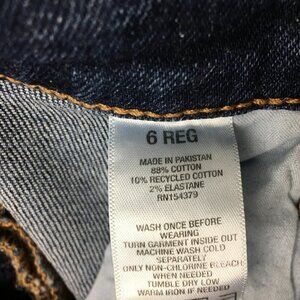 6 REG
MADE IN PAKISTAN
88% COTTON
10% RECYCLED COTTON
2% ELASTANE
RN154379
WASH ONCE BEFORE
WEARING
TURN GARMENT INSIDE OUT
MACHINE WASH COLD
SEPARATELY
ONLY NON-CHLORINE BLEACH
WHEN NEEDED
TUMBLE DRY LOW
WARM IRON IF NEEDED